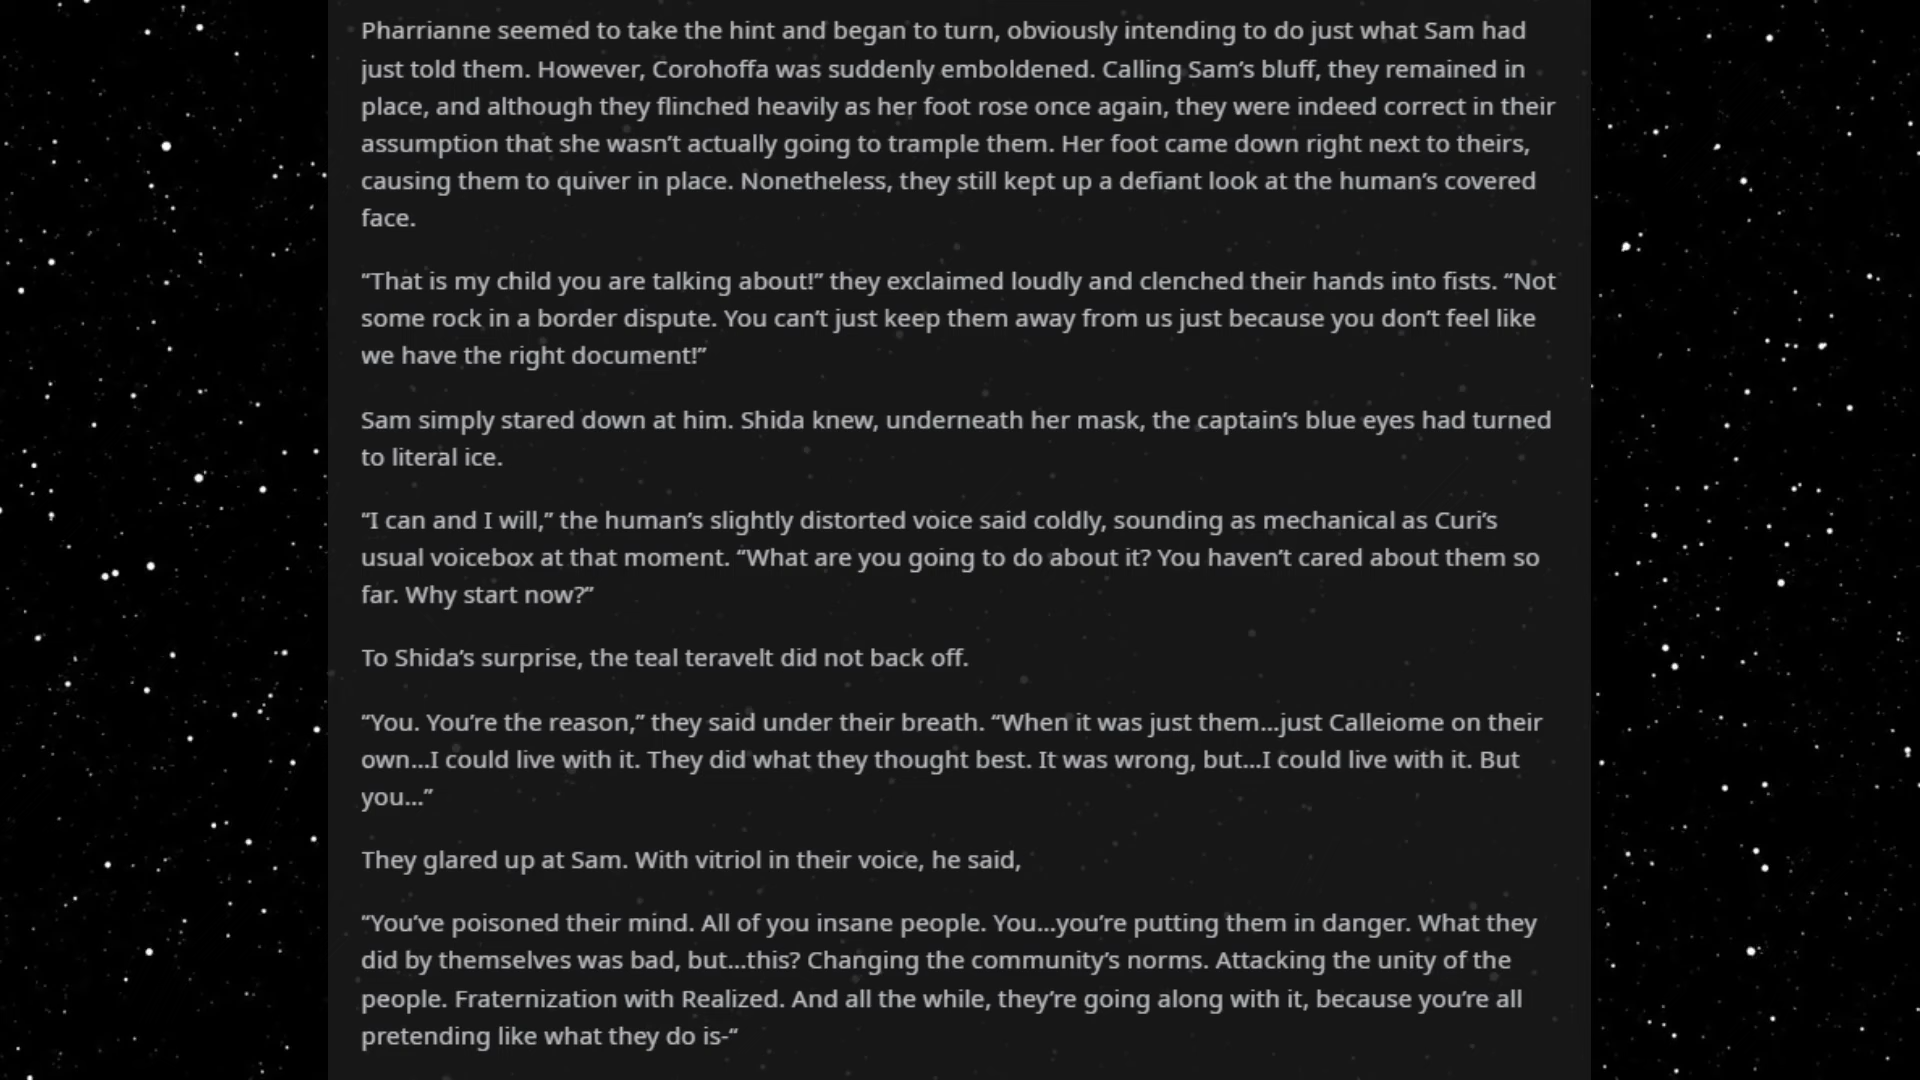 Pharrianne seemed to take the hint and began to turn, obviously intending to do just what Sam had
just told them. However, Corohoffa was suddenly emboldened. Calling Sam’s bluff, they remained in
place, and although they flinched heavily as her foot rose once again, they were indeed correct in their
assumption that she wasn’t actually going to trample them. Her foot came down right next to theirs,
causing them to quiver in place. Nonetheless, they still kept up a defiant look at the human’s covered
face.
“That is my child you are talking about!” they exclaimed loudly and clenched their hands into fists. “Not
some rock in a border dispute. You can’t just keep them away from us just because you don’t feel like
we have the right document!”
Sam simply stared down at him. Shida knew, underneath her mask, the captain’s blue eyes had turned
to literal ice.
“I can and I will,” the human’s slightly distorted voice said coldly, sounding as mechanical as Curi’s
usual voicebox at that moment. “What are you going to do about it? You haven’t cared about them so
far. Why start now?”
To Shida’s surprise, the teal teravelt did not back off.
“You. You’re the reason,” they said under their breath. “When it was just them…just Calleiome on their
own…I could live with it. They did what they thought best. It was wrong, but…I could live with it. But
you…”
They glared up at Sam. With vitriol in their voice, he said,
“You’ve poisoned their mind. All of you insane people. You…you’re putting them in danger. What they
did by themselves was bad, but…this? Changing the community’s norms. Attacking the unity of the
people. Fraternization with Realized. And all the while, they’re going along with it, because you’re all
pretending like what they do is-“